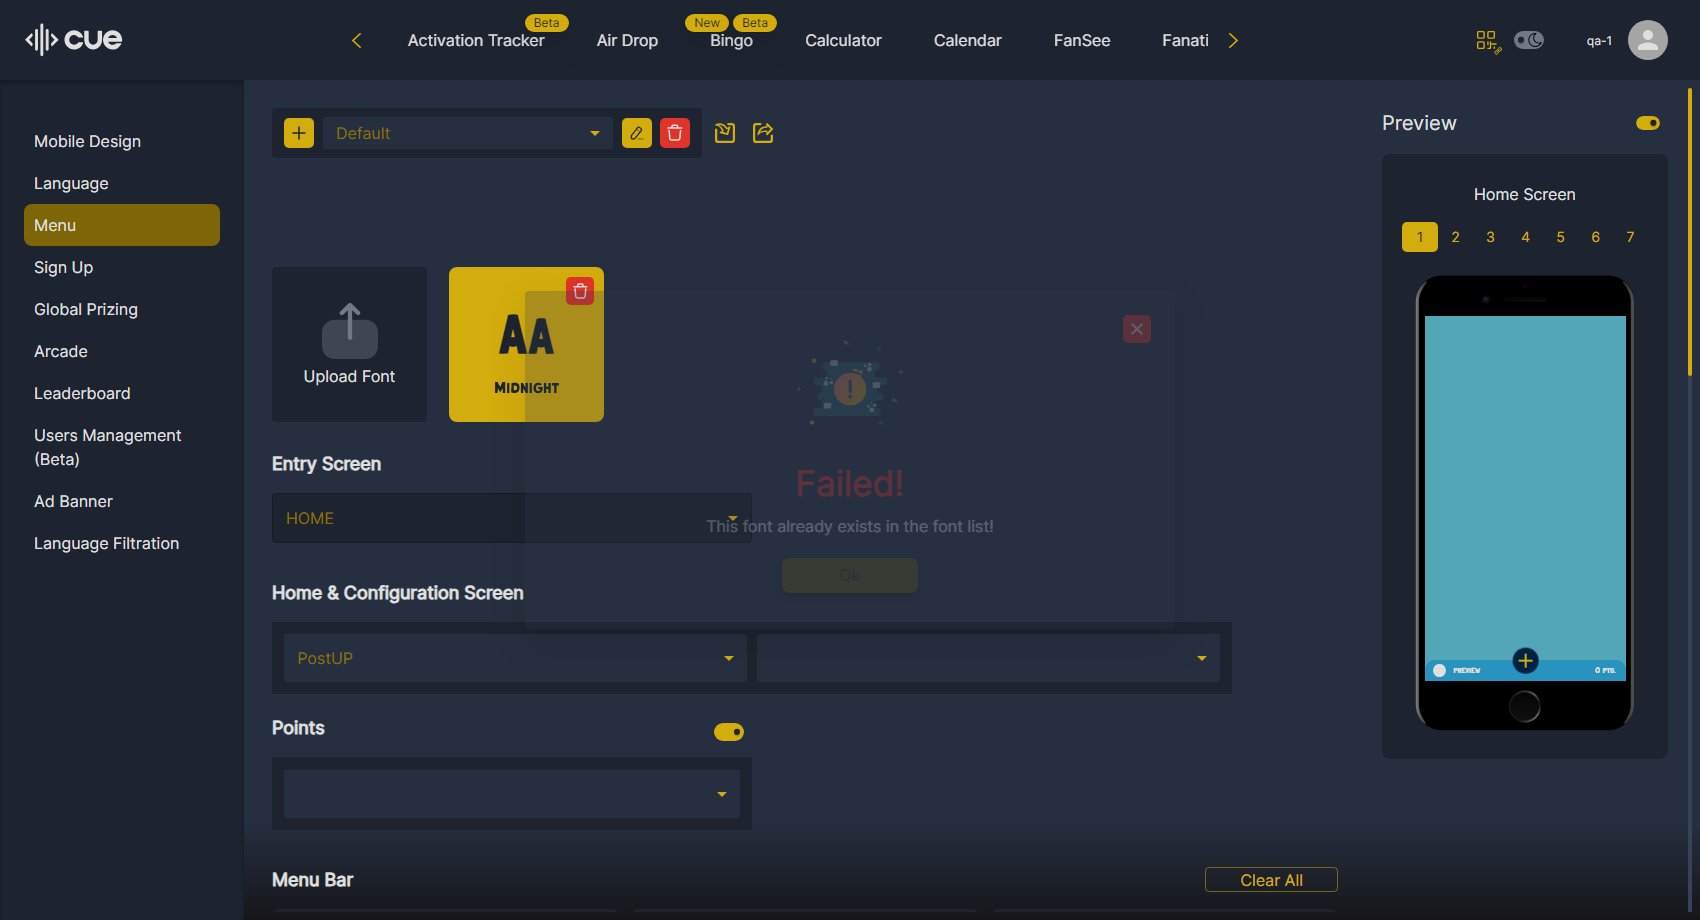 cue
Activation Tracker
Beta
Air Drop
Bingo
New
Beta
Calculator
Calendar
FanSee
Fanati
qa-1
Mobile Design
Language
Menu
Sign Up
Global Prizing
Arcade
Leaderboard
Users Management
(Beta)
Ad Banner
Language Filtration
Default
Upload Font
AA
MIDNIGHT
Failed!
This font already exists in the font list!
Ok
Entry Screen
HOME
Home & Configuration Screen
PostUP
Points
Menu Bar
Clear All
Preview
Home Screen
1 2 3 4 5 6 7
PREVIEW
0 PTS.